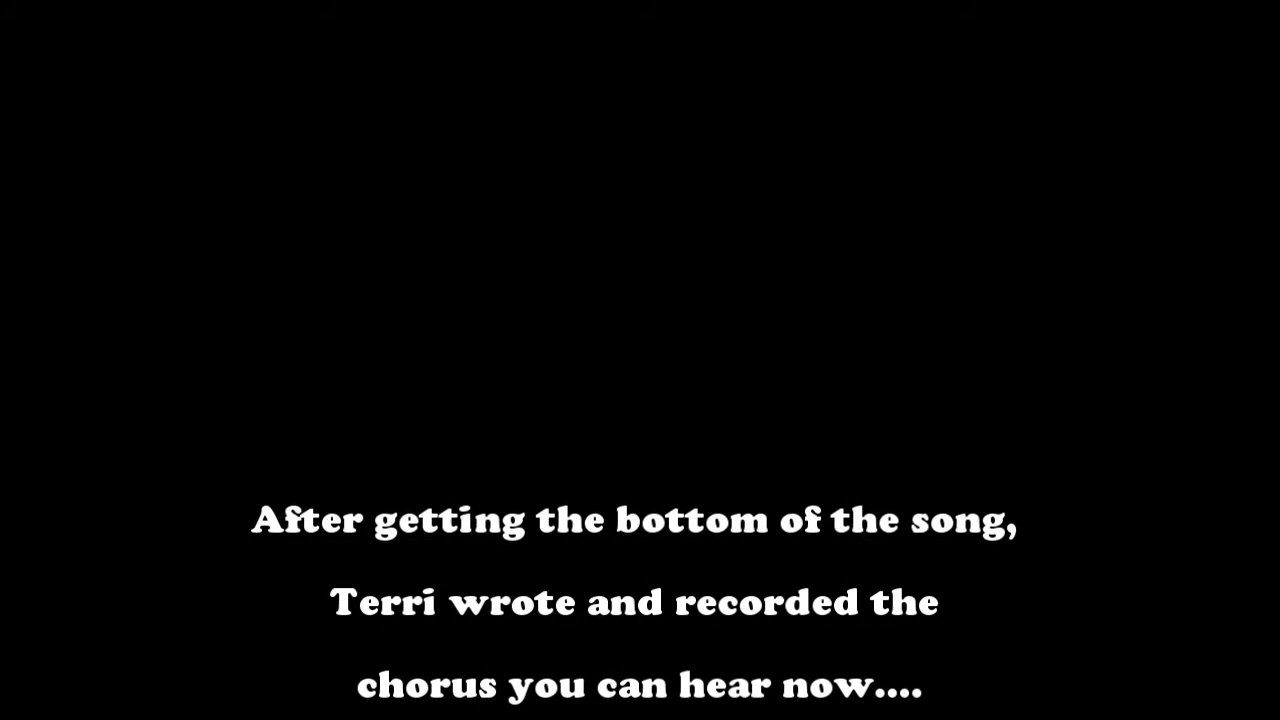 After getting the bottom of the song,
Terri wrote and recorded the
chorus you can hear now....